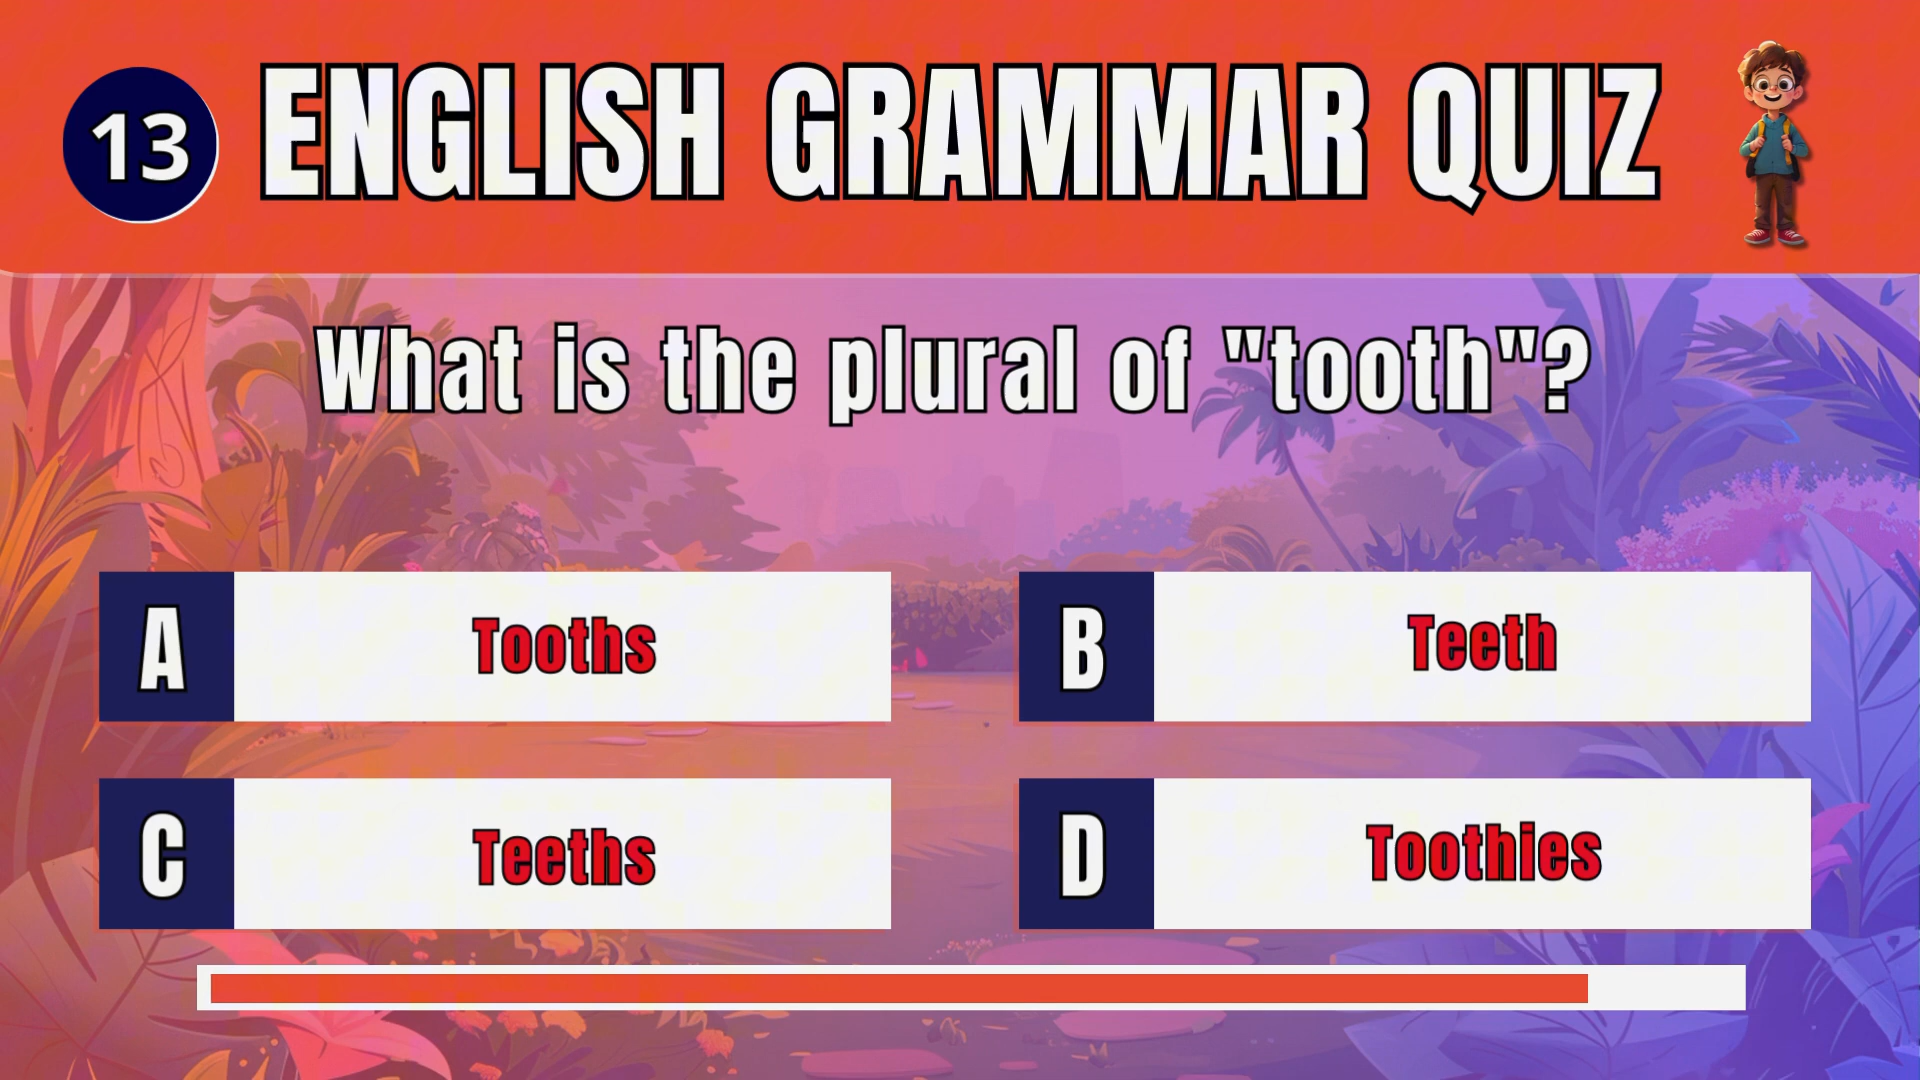 13
ENGLISH GRAMMAR QUIZ
What is the plural of "tooth"?
A Tooths
B Teeth
C Teeths
D Toothies